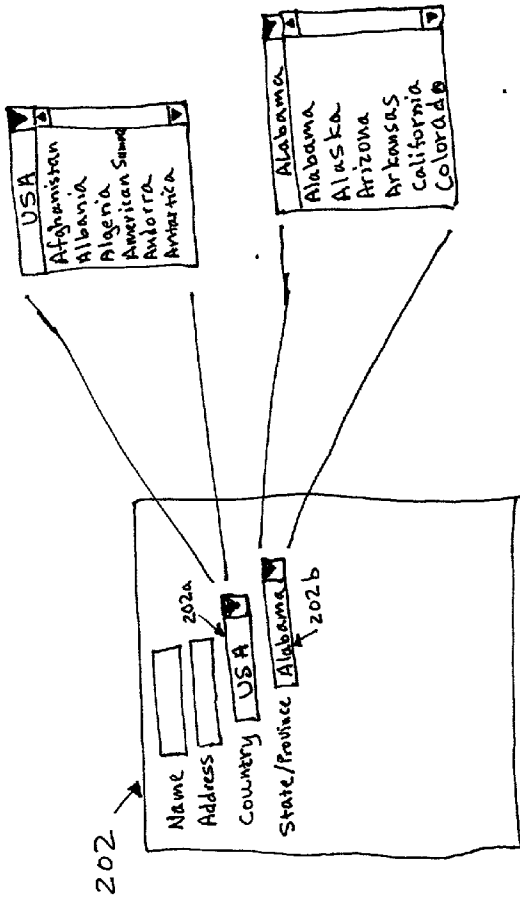 202
Name
Address
Country USA
202a
State/Province Alabama
202b
USA
Afghanistan
Albania
Algeria
American Samoa
Andorra
Antartica
Alabama
Alabama
Alaska
Arizona
Arkansas
California
Colorado